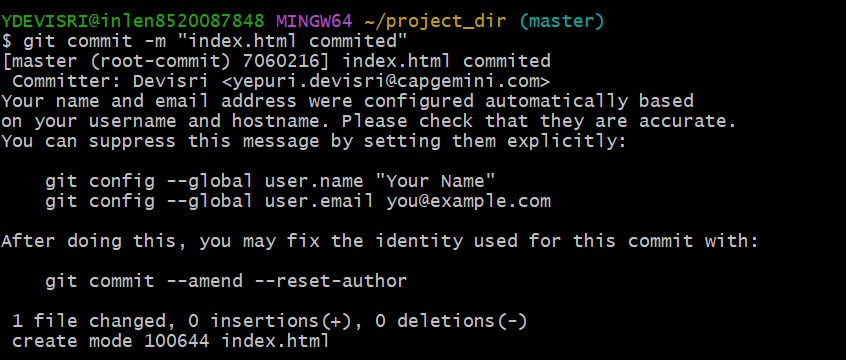 YDEVISRI@inlen8520087848 MINGW64 ~/project_dir (master)
$ git commit -m "index.html commited"
[master (root-commit) 7060216] index.html commited
 Committer: Devisri <yepuri.devisri@capgemini.com>
Your name and email address were configured automatically based
on your username and hostname. Please check that they are accurate.
You can suppress this message by setting them explicitly:

    git config --global user.name "Your Name"
    git config --global user.email you@example.com

After doing this, you may fix the identity used for this commit with:

    git commit --amend --reset-author

 1 file changed, 0 insertions(+), 0 deletions(-)
 create mode 100644 index.html